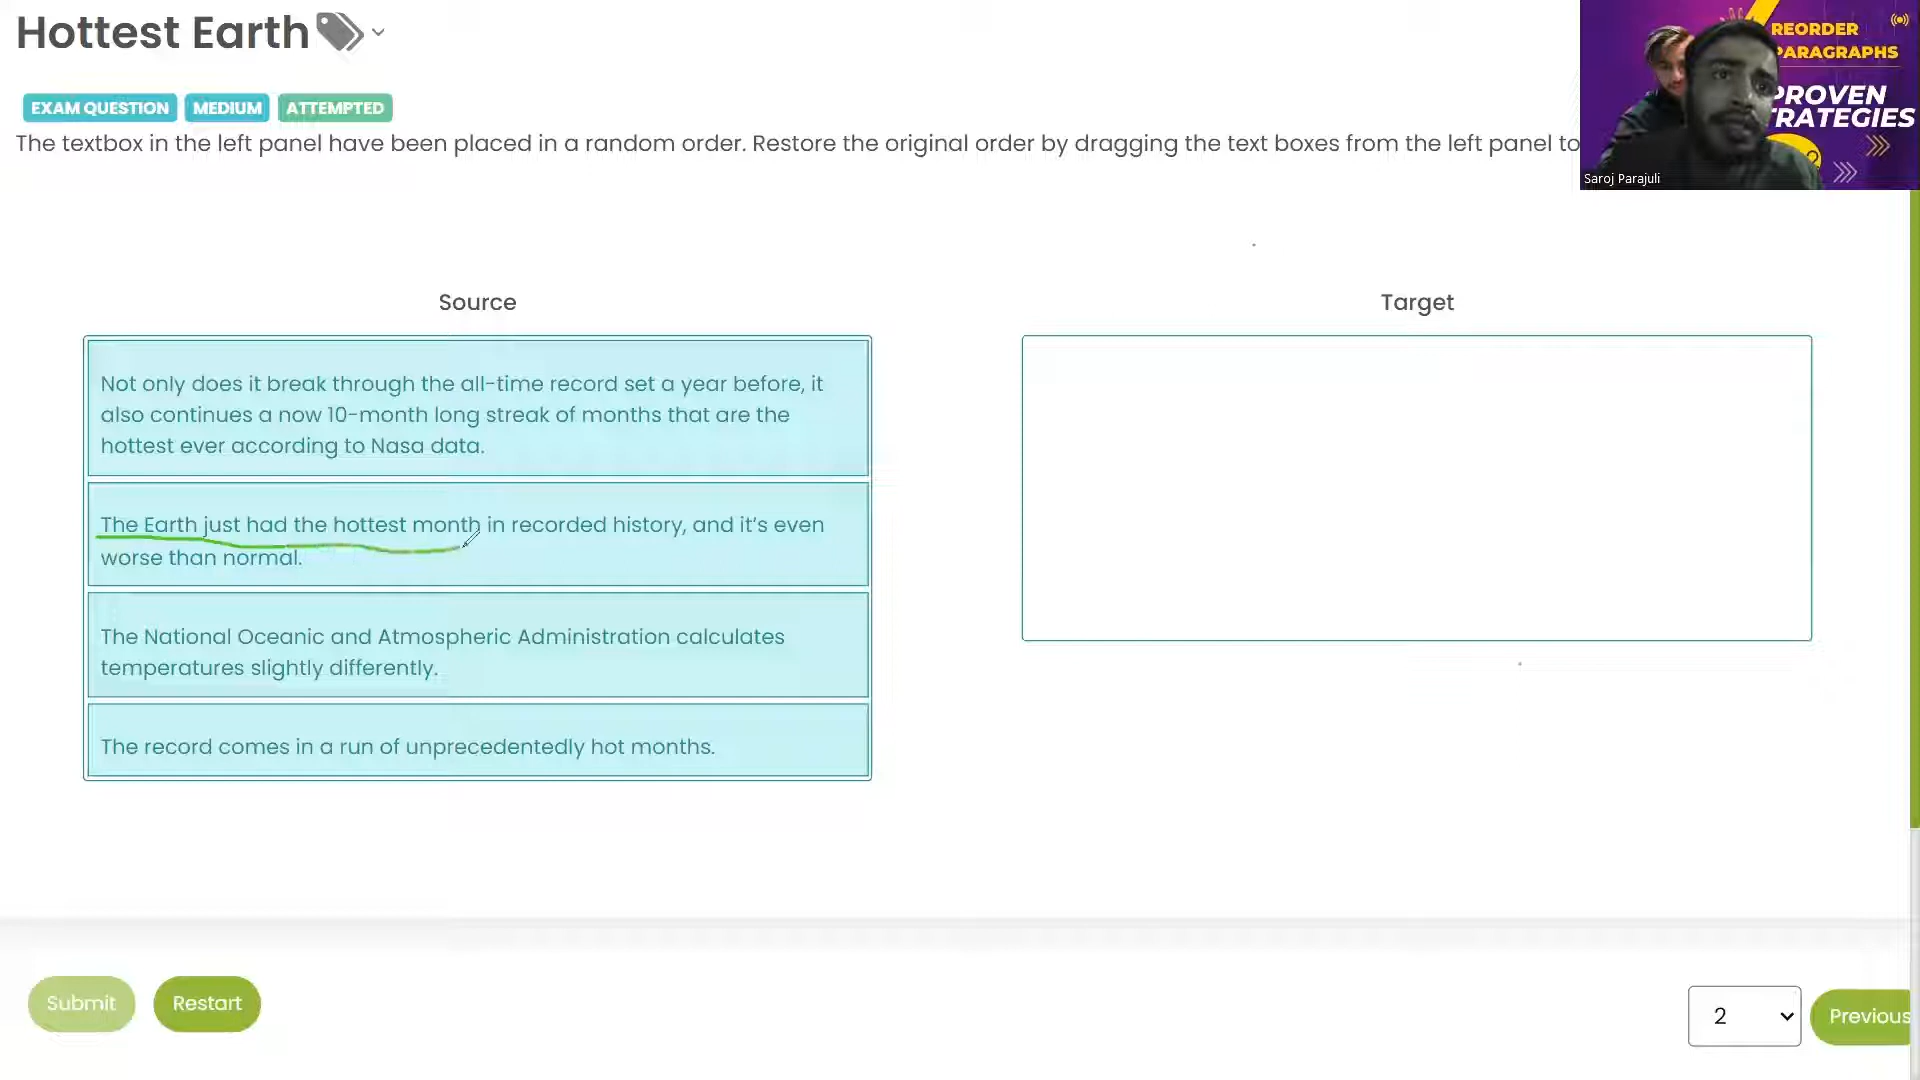 Hottest Earth
EXAM QUESTION MEDIUM ATTEMPTED
The textbox in the left panel have been placed in a random order. Restore the original order by dragging the text boxes from the left panel to
REORDER
PARAGRAPHS
PROVEN
TRATEGIES
Saroj Parajuli
Source
Target
Not only does it break through the all-time record set a year before, it
also continues a now 10-month long streak of months that are the
hottest ever according to Nasa data.
The Earth just had the hottest month in recorded history, and it's even
worse than normal.
The National Oceanic and Atmospheric Administration calculates
temperatures slightly differently.
The record comes in a run of unprecedentedly hot months.
Submit Restart
2 Previous